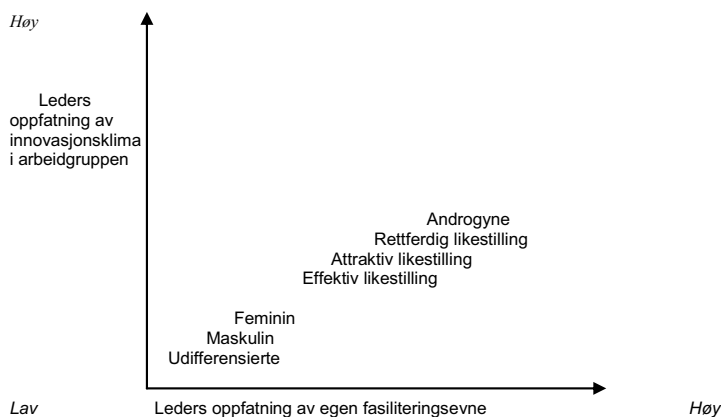 Høy
Leders
oppfatning av
innovasjonsklima
i arbeidgruppen
Androgyne
Rettferdig likestilling
Attraktiv likestilling
Effektiv likestilling
Feminin
Maskulin
Udifferensierte
Lav Leders oppfatning av egen fasiliteringsevne Høy